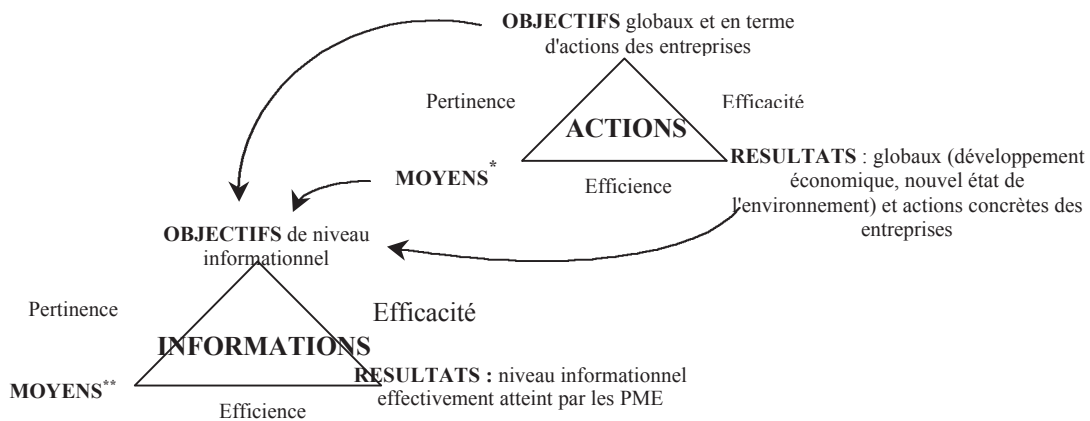 OBJECTIFS globaux et en terme
d'actions des entreprises
Pertinence
Efficacité
ACTIONS
MOYENS*
Efficience
RESULTATS : globaux (développement
économique, nouvel état de
l'environnement) et actions concrètes des
entreprises
OBJECTIFS de niveau
informationnel
Pertinence
Efficacité
INFORMATIONS
MOYENS**
RESULTATS : niveau informationnel
effectivement atteint par les PME
Efficience